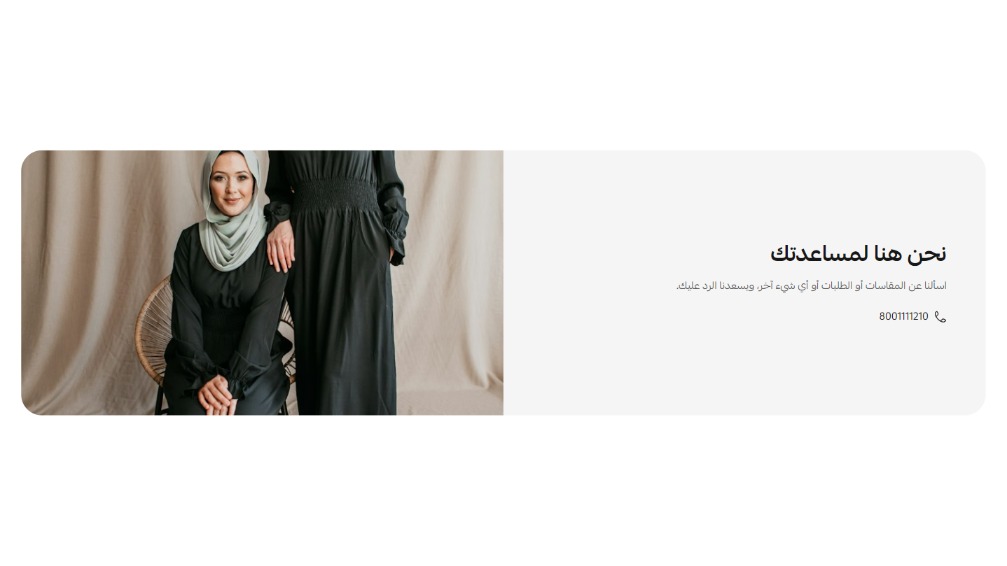 نحن هنا لمساعدتك
اسألنا عن المقاسات أو الطلبات أو أي شيء آخر، ويسعدنا الرد عليك.
8001111210